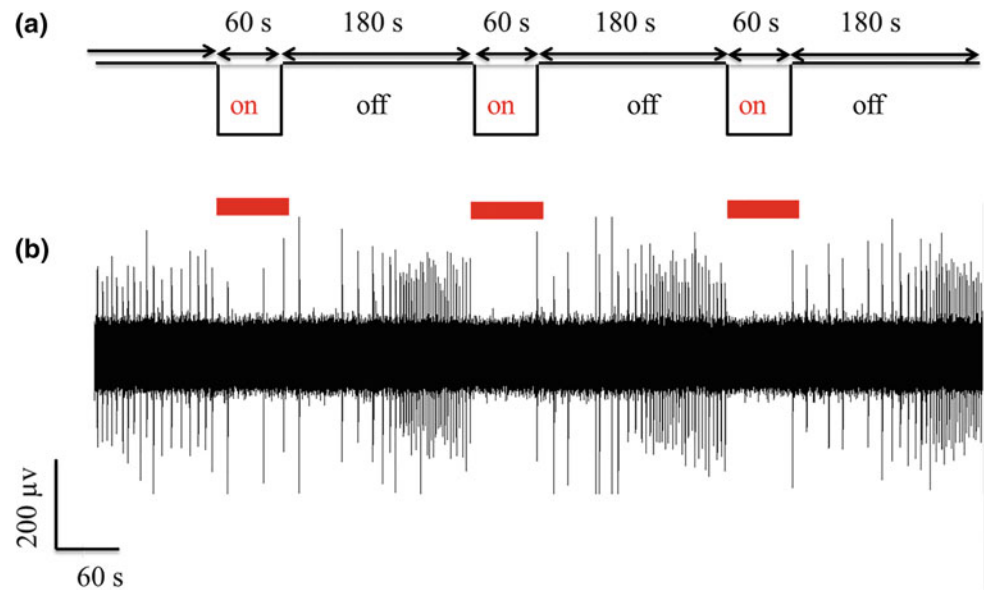 (a)
60 s 180 s 60 s 180 s 60 s 180 s
on off on off on off
(b)
200 μv
60 s